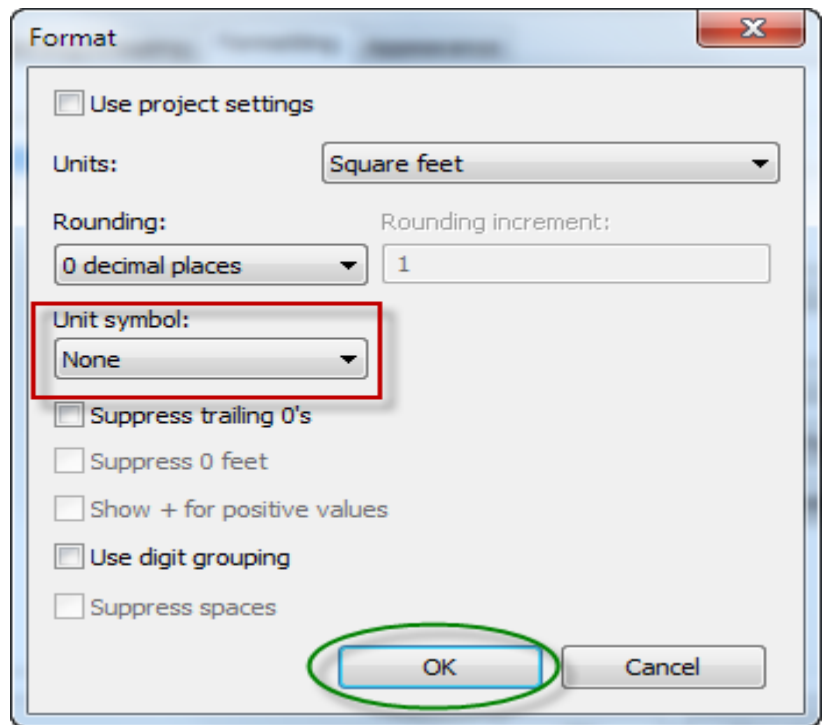 Format
Use project settings
Units: Square feet
Rounding: Rounding increment:
0 decimal places 1
Unit symbol:
None
Suppress trailing 0's
Suppress 0 feet
Show + for positive values
Use digit grouping
Suppress spaces
OK Cancel